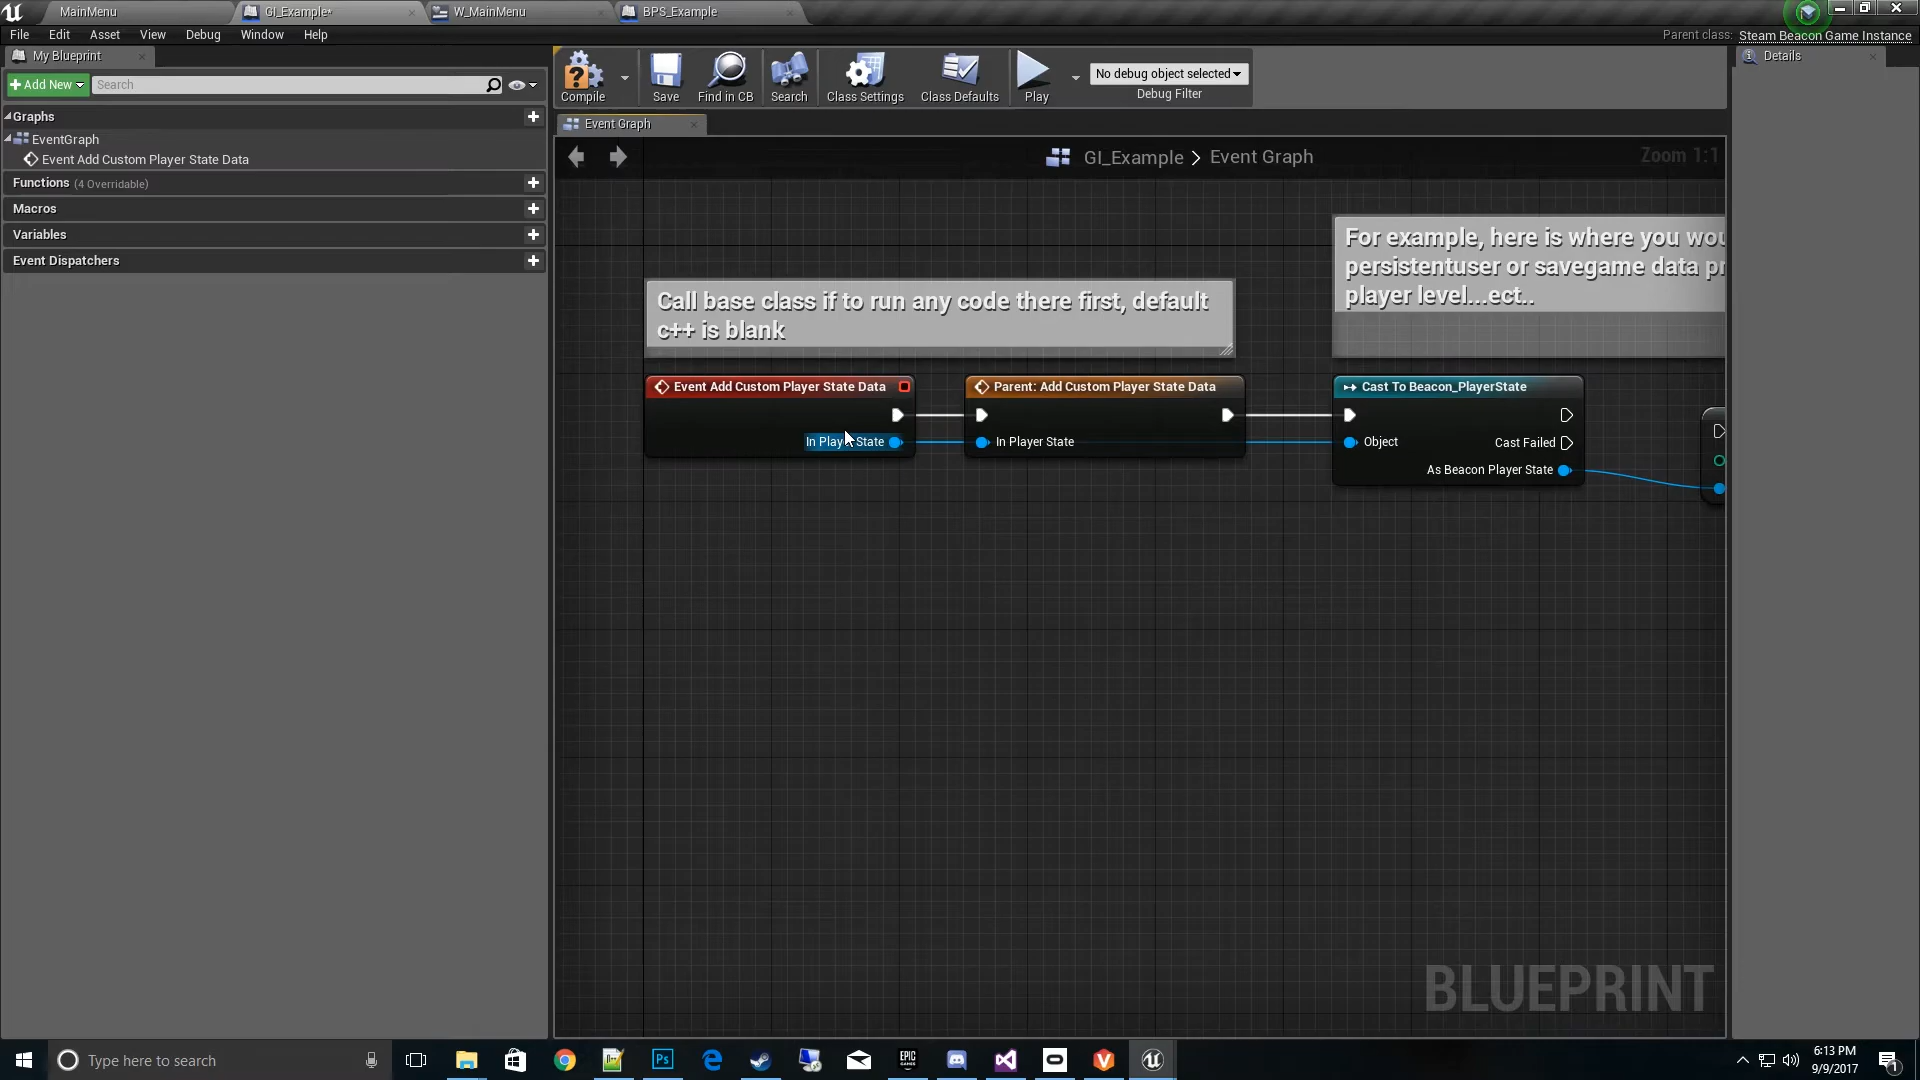 MainMenu
GI_Example*
W_MainMenu
BPS_Example
File
Edit
Asset
View
Debug
Window
Help
Parent class: Steam Beacon Game Instance
My Blueprint
Details
Add New
Search
Compile
Save
Find in CB
Search
Class Settings
Class Defaults
Play
No debug object selected
Debug Filter
Graphs
EventGraph
Event Add Custom Player State Data
Functions (4 Overridable)
Macros
Variables
Event Dispatchers
Event Graph
GI_Example > Event Graph
Zoom 1:1
Call base class if to run any code there first, default
c++ is blank
For example, here is where you wou
persistentuser or savegame data pr
player level...ect..
Event Add Custom Player State Data
In Player State
Parent: Add Custom Player State Data
In Player State
Cast To Beacon_PlayerState
Object
Cast Failed
As Beacon Player State
BLUEPRINT
Type here to search
Ps
EPIC
GAMES
6:13 PM
9/9/2017
1